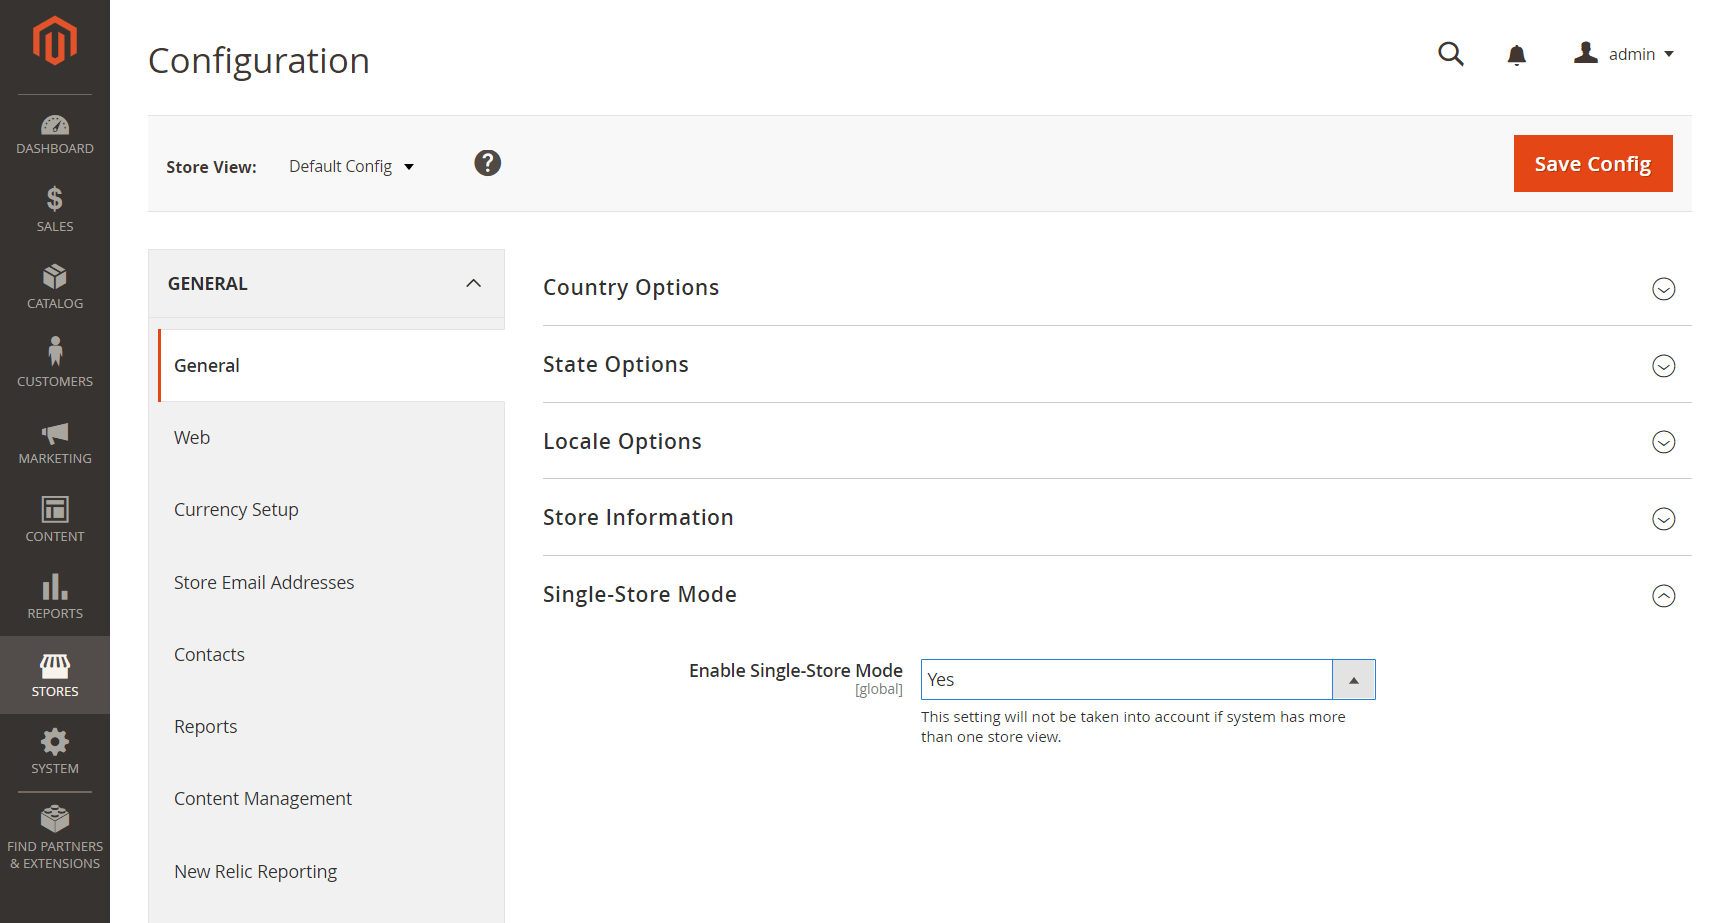 Configuration
admin
DASHBOARD
SALES
CATALOG
CUSTOMERS
MARKETING
CONTENT
REPORTS
STORES
SYSTEM
FIND PARTNERS
& EXTENSIONS
Store View:
Default Config
?
Save Config
GENERAL
General
Web
Currency Setup
Store Email Addresses
Contacts
Reports
Content Management
New Relic Reporting
Country Options
State Options
Locale Options
Store Information
Single-Store Mode
Enable Single-Store Mode
[global]
Yes
This setting will not be taken into account if system has more
than one store view.